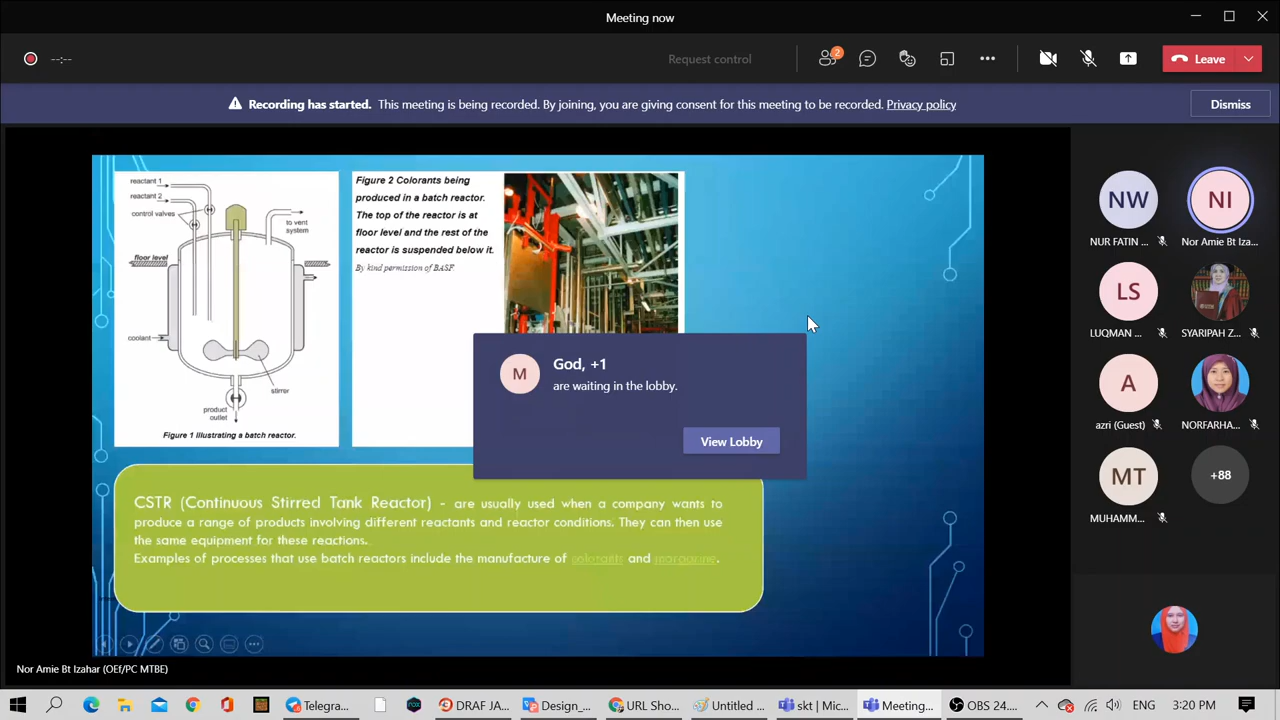 Meeting now
--:--
Request control
2
Leave
Recording has started. This meeting is being recorded. By joining, you are giving consent for this meeting to be recorded. Privacy policy
Dismiss
reactant 1
reactant 2
control valves
to vent
system
floor level
coolant
stirrer
product
outlet
Figure 1 Illustrating a batch reactor.
Figure 2 Colorants being
produced in a batch reactor.
The top of the reactor is at
floor level and the rest of the
reactor is suspended below it.
By kind permission of BASF
M
God, +1
are waiting in the lobby.
View Lobby
CSTR (Continuous Stirred Tank Reactor) - are usually used when a company wants to
produce a range of products involving different reactants and reactor conditions. They can then use
the same equipment for these reactions.
Examples of processes that use batch reactors include the manufacture of colorants and margarine.
Nor Amie Bt Izahar (OEf/PC MTBE)
NW
NUR FATIN ...
NI
Nor Amie Bt Iza...
LS
LUQMAN ...
SYARIPAH Z...
A
azri (Guest)
NORFARHA...
MT
MUHAMM...
+88
Telegra...
DRAF JA...
Design_...
URL Sho...
Untitled ...
skt | Mic...
Meeting...
OBS 24....
ENG
3:20 PM